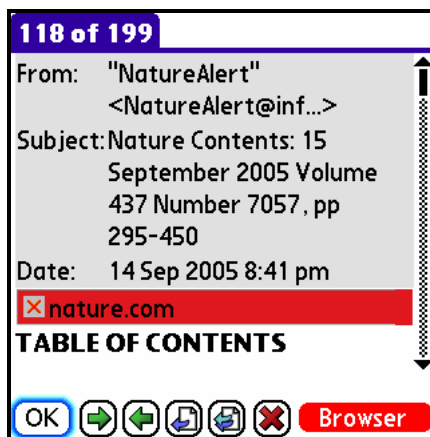 118 of 199
From: "NatureAlert"
<NatureAlert@inf...>
Subject: Nature Contents: 15
September 2005 Volume
437 Number 7057, pp
295-450
Date: 14 Sep 2005 8:41 pm
nature.com
TABLE OF CONTENTS
OK Browser